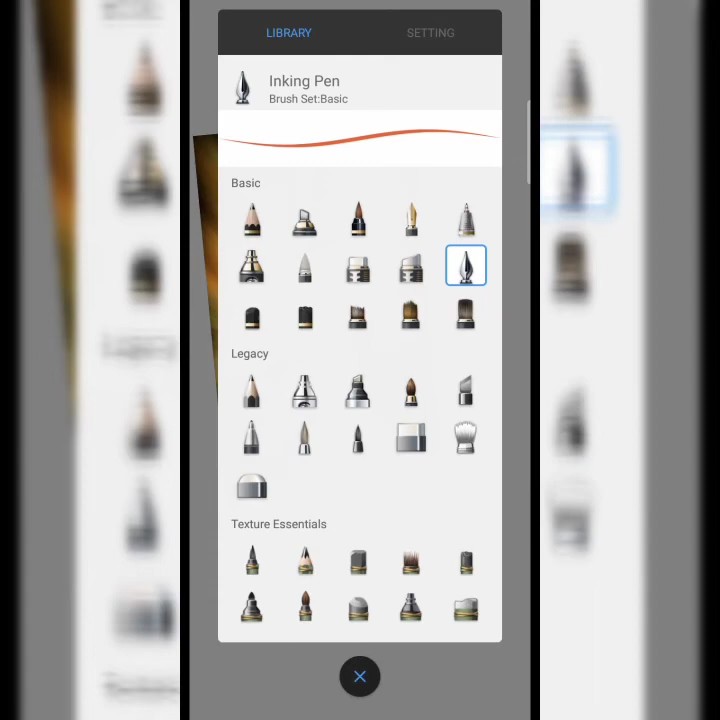 LIBRARY
SETTING
Inking Pen
Brush Set:Basic
Basic
Legacy
Texture Essentials